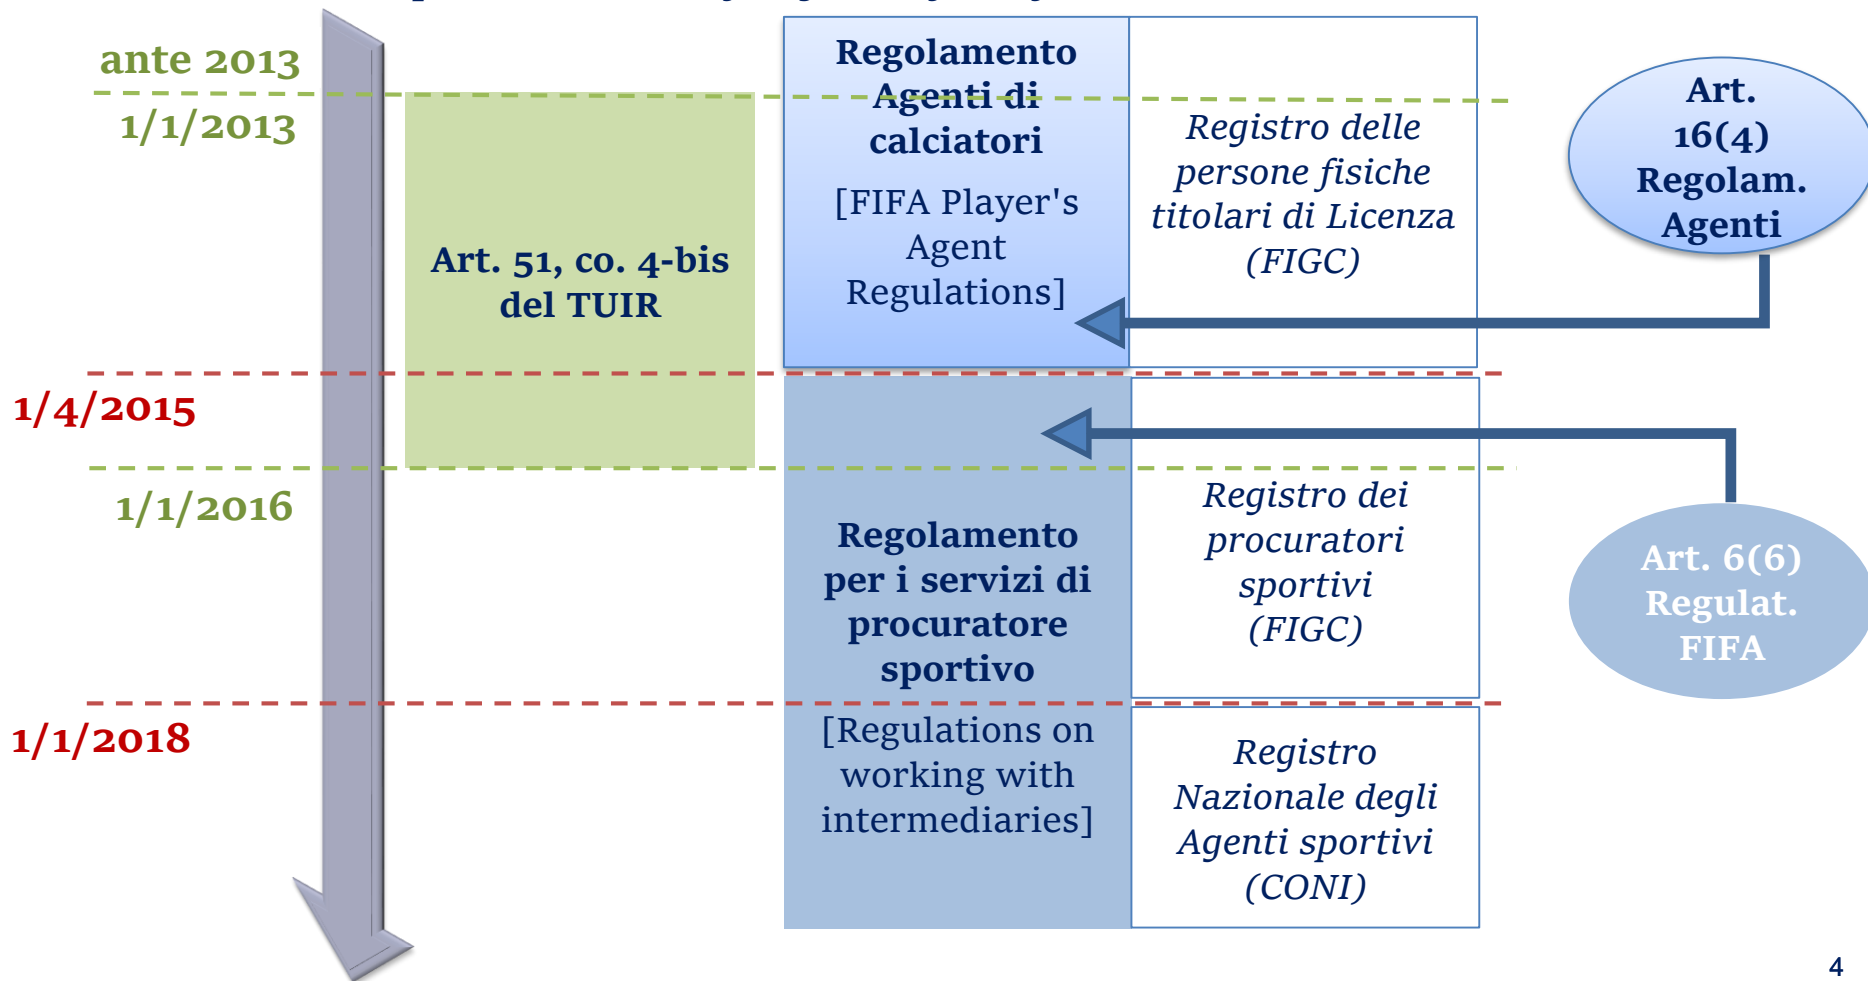 ante 2013
1/1/2013
1/4/2015
1/1/2016
1/1/2018
Art. 51, co. 4-bis
del TUIR
Regolamento
Agenti di
calciatori
[FIFA Player's
Agent
Regulations]
Registro delle
persone fisiche
titolari di Licenza
(FIGC)
Art.
16(4)
Regolam.
Agenti
Regolamento
per i servizi di
procuratore
sportivo
[Regulations on
working with
intermediaries]
Registro dei
procuratori
sportivi
(FIGC)
Registro
Nazionale degli
Agenti sportivi
(CONI)
Art. 6(6)
Regulat.
FIFA
4